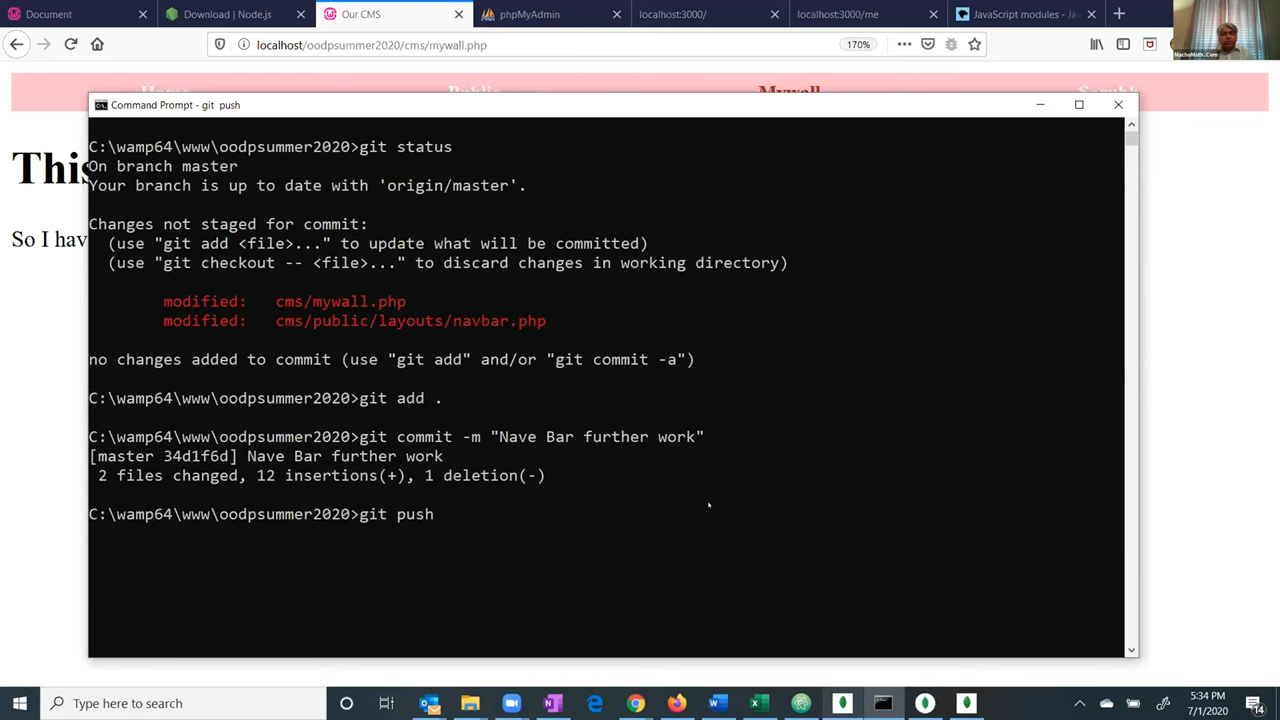 Document
Download | Node.js
Our CMS
phpMyAdmin
localhost:3000/
localhost:3000/me
JavaScript modules - Ja
localhost/oodpsummer2020/cms/mywall.php
170%
MachoMath.Com
Home
Public
Mywall
This
So I hav
Command Prompt - git push
C:\wamp64\www\oodpsummer2020>git status
On branch master
Your branch is up to date with 'origin/master'.
Changes not staged for commit:
(use "git add <file>..." to update what will be committed)
(use "git checkout -- <file>..." to discard changes in working directory)
modified: cms/mywall.php
modified: cms/public/layouts/navbar.php
no changes added to commit (use "git add" and/or "git commit -a")
C:\wamp64\www\oodpsummer2020>git add .
C:\wamp64\www\oodpsummer2020>git commit -m "Nave Bar further work"
[master 34d1f6d] Nave Bar further work
2 files changed, 12 insertions(+), 1 deletion(-)
C:\wamp64\www\oodpsummer2020>git push
Type here to search
5:34 PM
7/1/2020
14